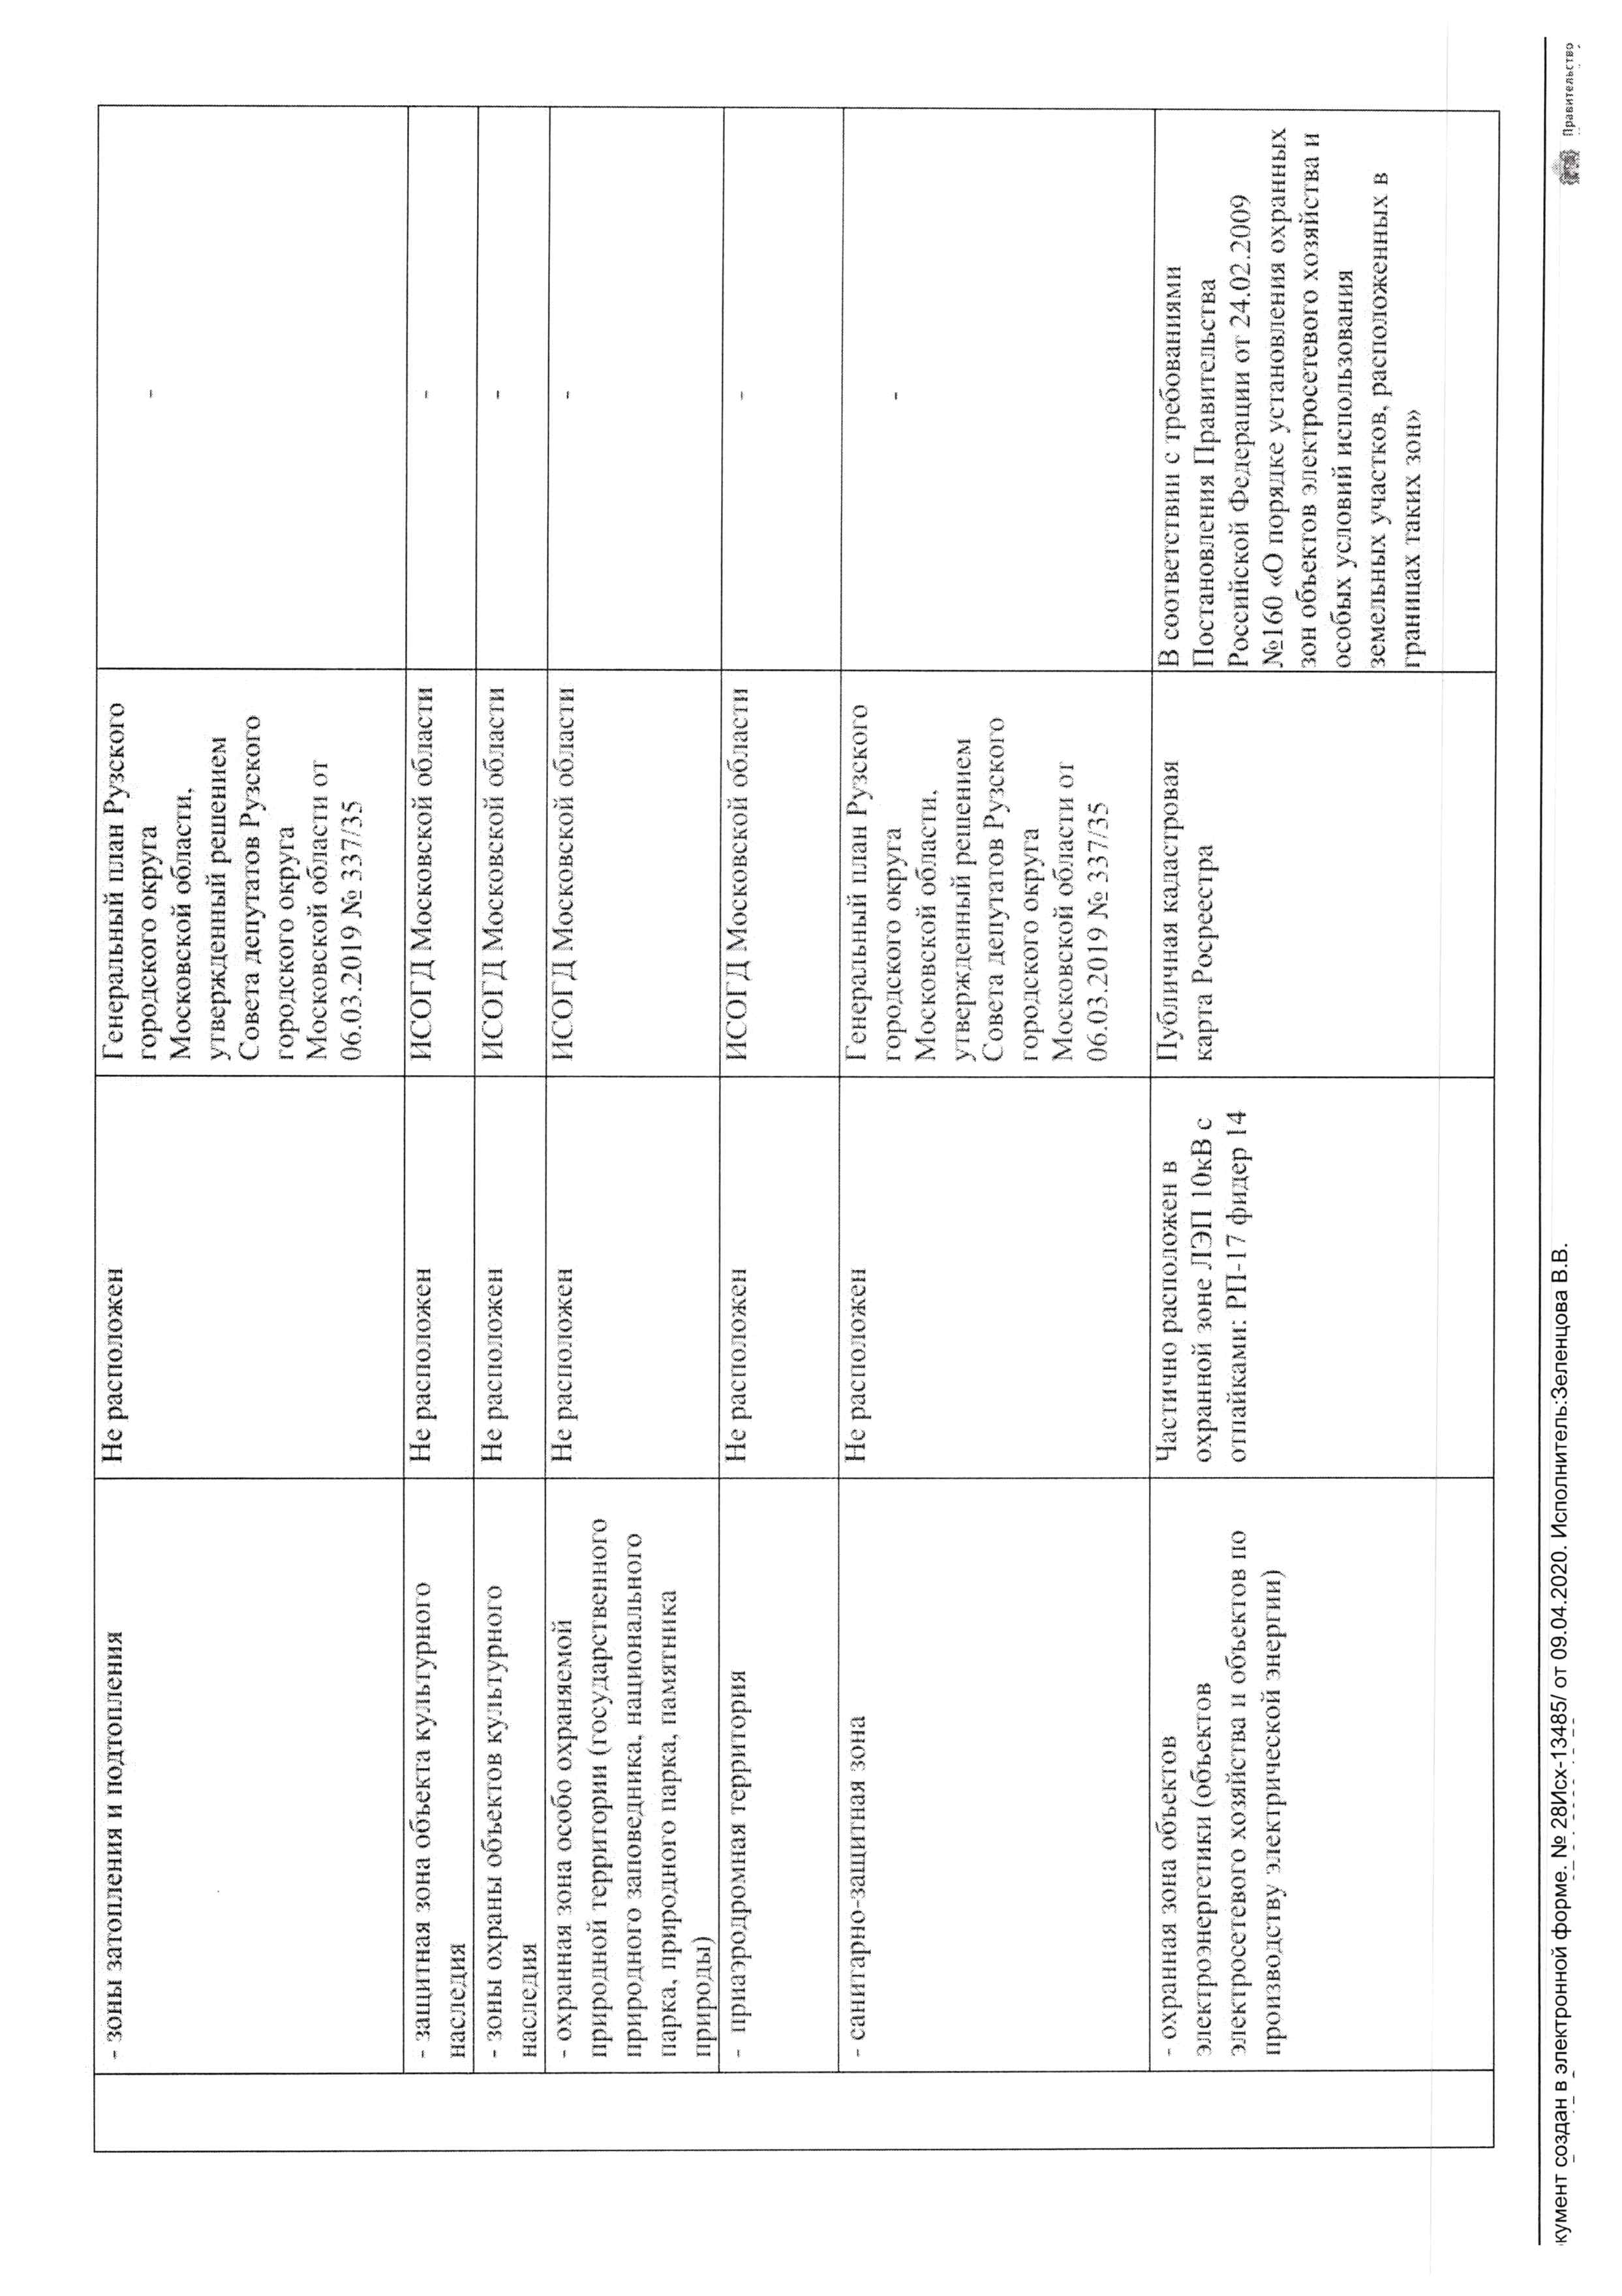 - зоны затопления и подтопления
Не расположен
Генеральный план Рузского
городского округа
Московской области,
утвержденный решением
Совета депутатов Рузского
городского округа
Московской области от
06.03.2019 № 337/35
-
- защитная зона объекта культурного
наследия
Не расположен
ИСОГД Московской области
-
- зоны охраны объектов культурного
наследия
Не расположен
ИСОГД Московской области
-
- охранная зона особо охраняемой
природной территории (государственного
природного заповедника, национального
парка, природного парка, памятника
природы)
Не расположен
ИСОГД Московской области
-
- приаэродромная территория
Не расположен
ИСОГД Московской области
-
- санитарно-защитная зона
Не расположен
Генеральный план Рузского
городского округа
Московской области,
утвержденный решением
Совета депутатов Рузского
городского округа
Московской области от
06.03.2019 № 337/35
-
- охранная зона объектов
электроэнергетики (объектов
электросетевого хозяйства и объектов по
производству электрической энергии)
Частично расположен в
охранной зоне ЛЭП 10кВ с
отпайками: РП-17 фидер 14
Публичная кадастровая
карта Росреестра
В соответствии с требованиями
Постановления Правительства
Российской Федерации от 24.02.2009
№160 «О порядке установления охранных
зон объектов электросетевого хозяйства и
особых условий использования
земельных участков, расположенных в
границах таких зон»
кумент создан в электронной форме. № 28Исх-13485/ от 09.04.2020. Исполнитель:Зеленцова В.В.
Правительство